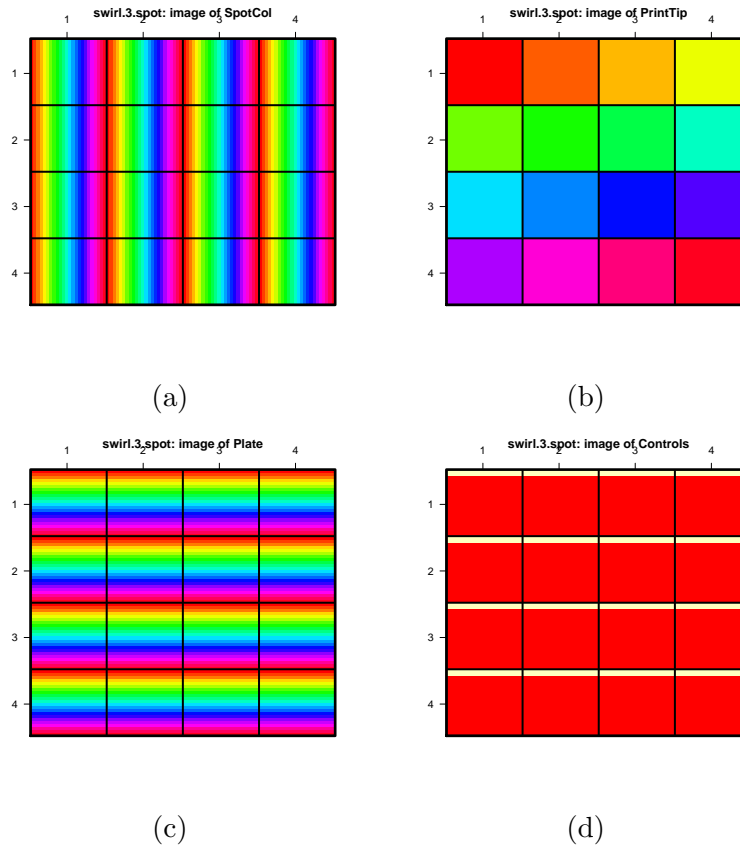 swirl.3.spot: image of SpotCol
1 2 3 4
1
2
3
4
(a)
swirl.3.spot: image of PrintTip
1 2 3 4
1
2
3
4
(b)
swirl.3.spot: image of Plate
1 2 3 4
1
2
3
4
(c)
swirl.3.spot: image of Controls
1 2 3 4
1
2
3
4
(d)